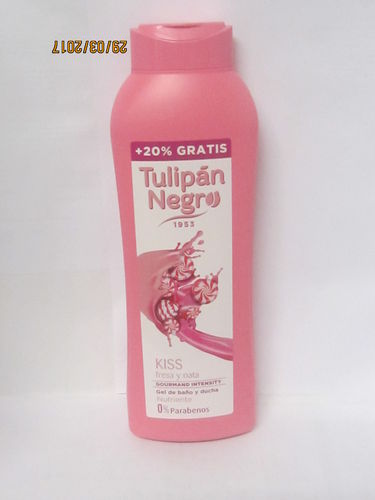 29/03/2017
+20% GRATIS
Tulipán
Negro
1953
KISS
fresa y nata
GOURMAND INTENSITY
Gel de baño y ducha
Nutriente
0% Parabenos